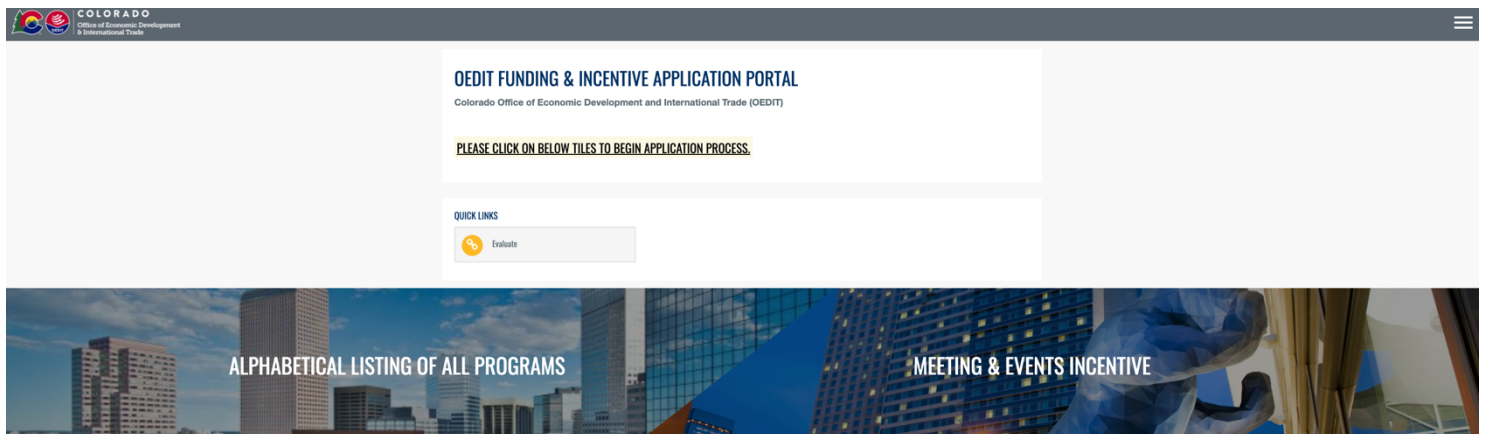 COLORADO
Office of Economic Development
& International Trade
OEDIT
OEDIT FUNDING & INCENTIVE APPLICATION PORTAL
Colorado Office of Economic Development and International Trade (OEDIT)
PLEASE CLICK ON BELOW TILES TO BEGIN APPLICATION PROCESS.
QUICK LINKS
Evaluate
ALPHABETICAL LISTING OF ALL PROGRAMS
MEETING & EVENTS INCENTIVE